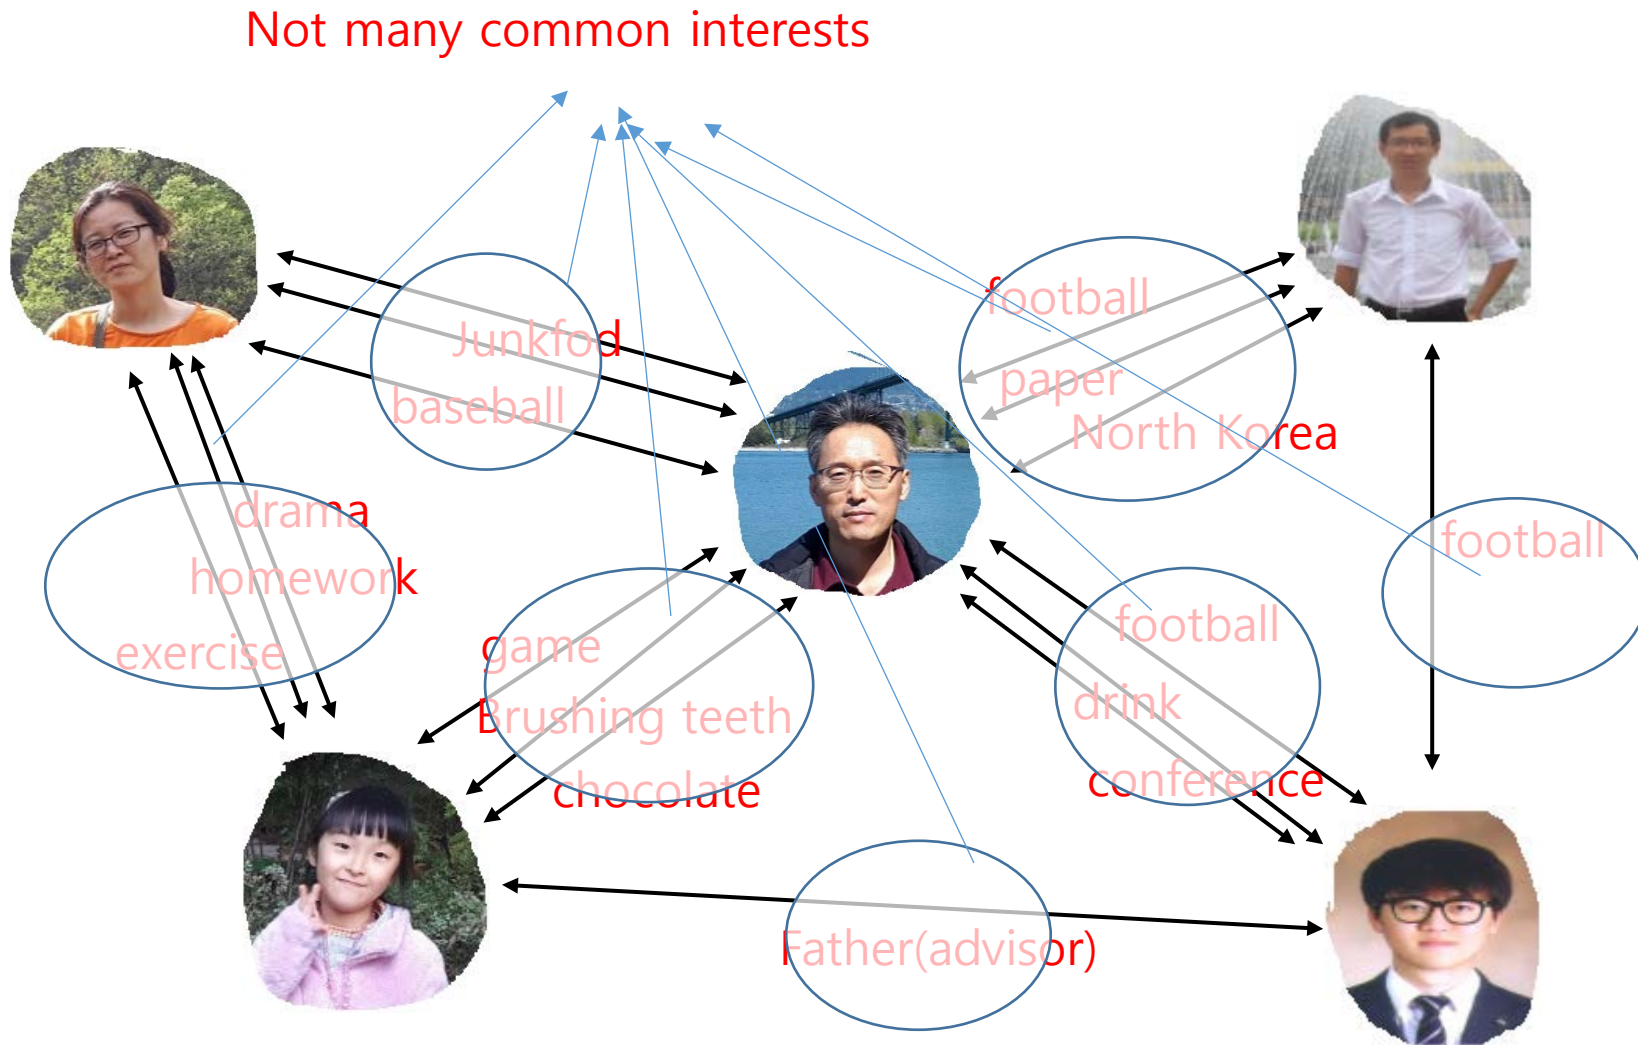 Not many common interests
Junkfod
baseball
football
paper
North Korea
drama
homework
exercise
game
Brushing teeth
chocolate
football
drink
conference
football
Father(advisor)